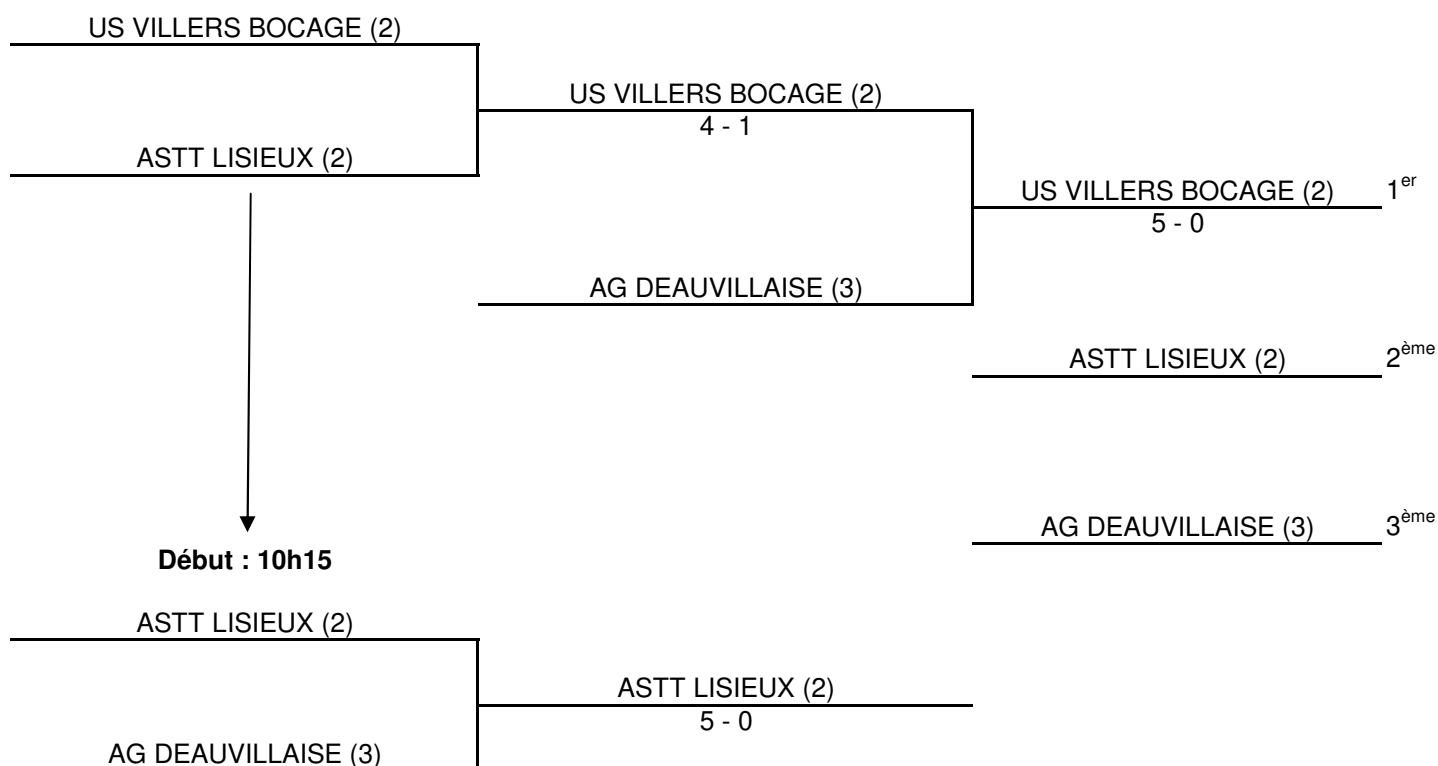 US VILLERS BOCAGE (2)
US VILLERS BOCAGE (2)
4 - 1
ASTT LISIEUX (2)
US VILLERS BOCAGE (2) 1er
5 - 0
AG DEAUVILLAISE (3)
ASTT LISIEUX (2) 2ème
AG DEAUVILLAISE (3) 3ème
Début : 10h15
ASTT LISIEUX (2)
ASTT LISIEUX (2)
5 - 0
AG DEAUVILLAISE (3)